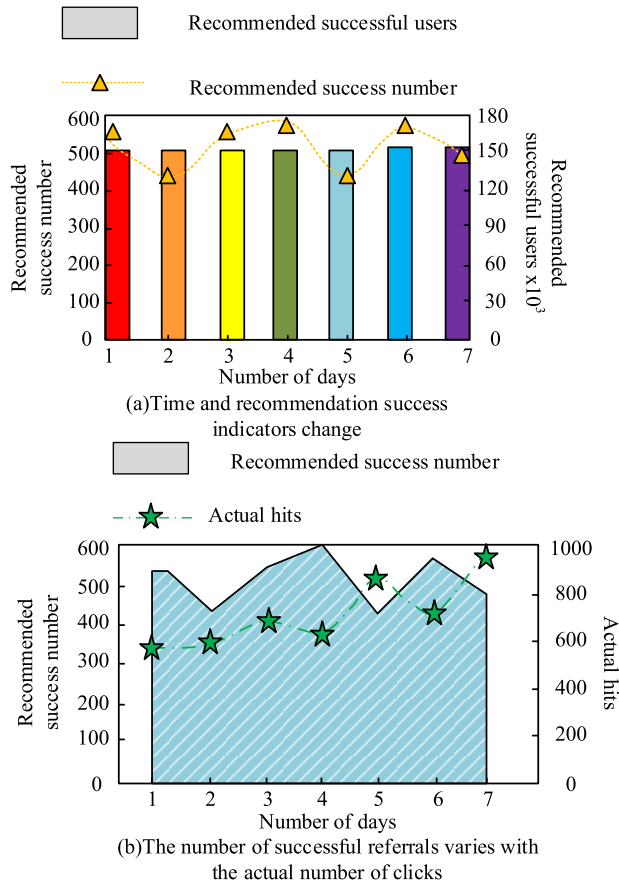 Recommended successful users
Recommended success number
600
500
400
300
200
100
0
Recommended
success number
180
150
120
90
60
30
0
Recommended
successful users ×10³
1 2 3 4 5 6 7
Number of days
(a)Time and recommendation success
indicators change
Recommended success number
Actual hits
600
500
400
300
200
100
0
Recommended
success number
1000
800
600
400
200
0
Actual hits
1 2 3 4 5 6 7
Number of days
(b)The number of successful referrals varies with
the actual number of clicks